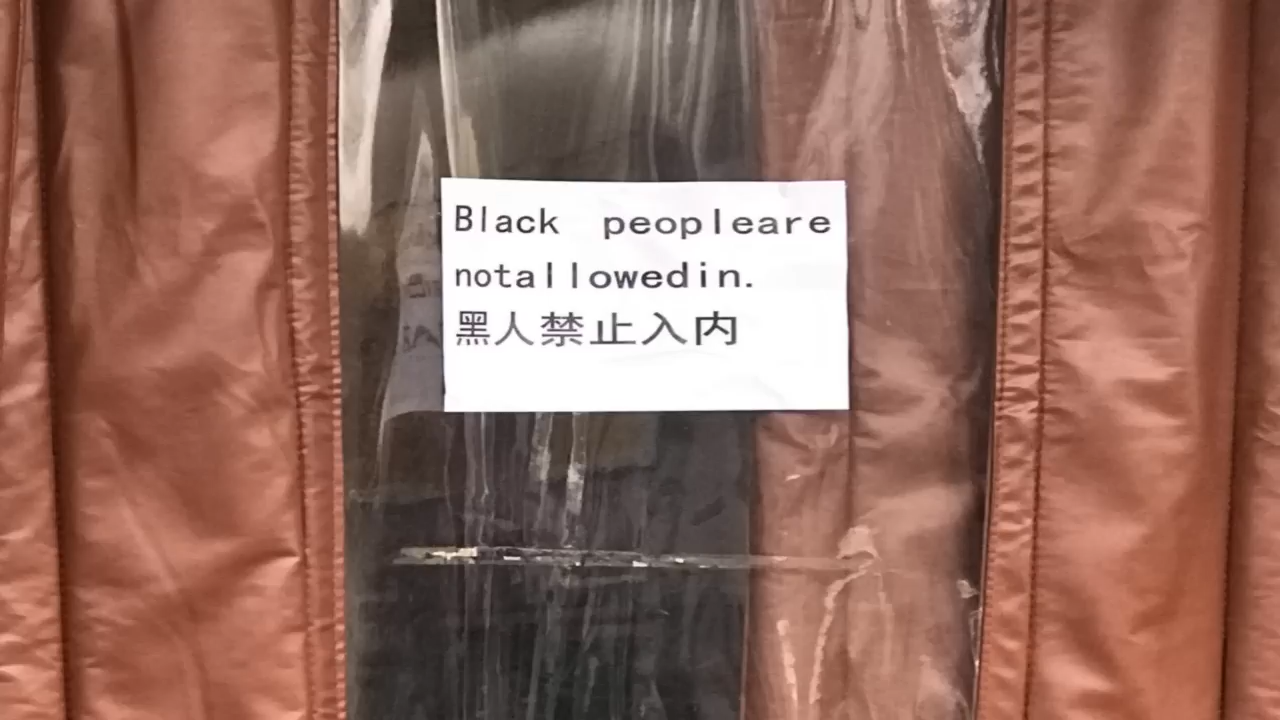 Black peopleare
notallowedin.
黑人禁止入内